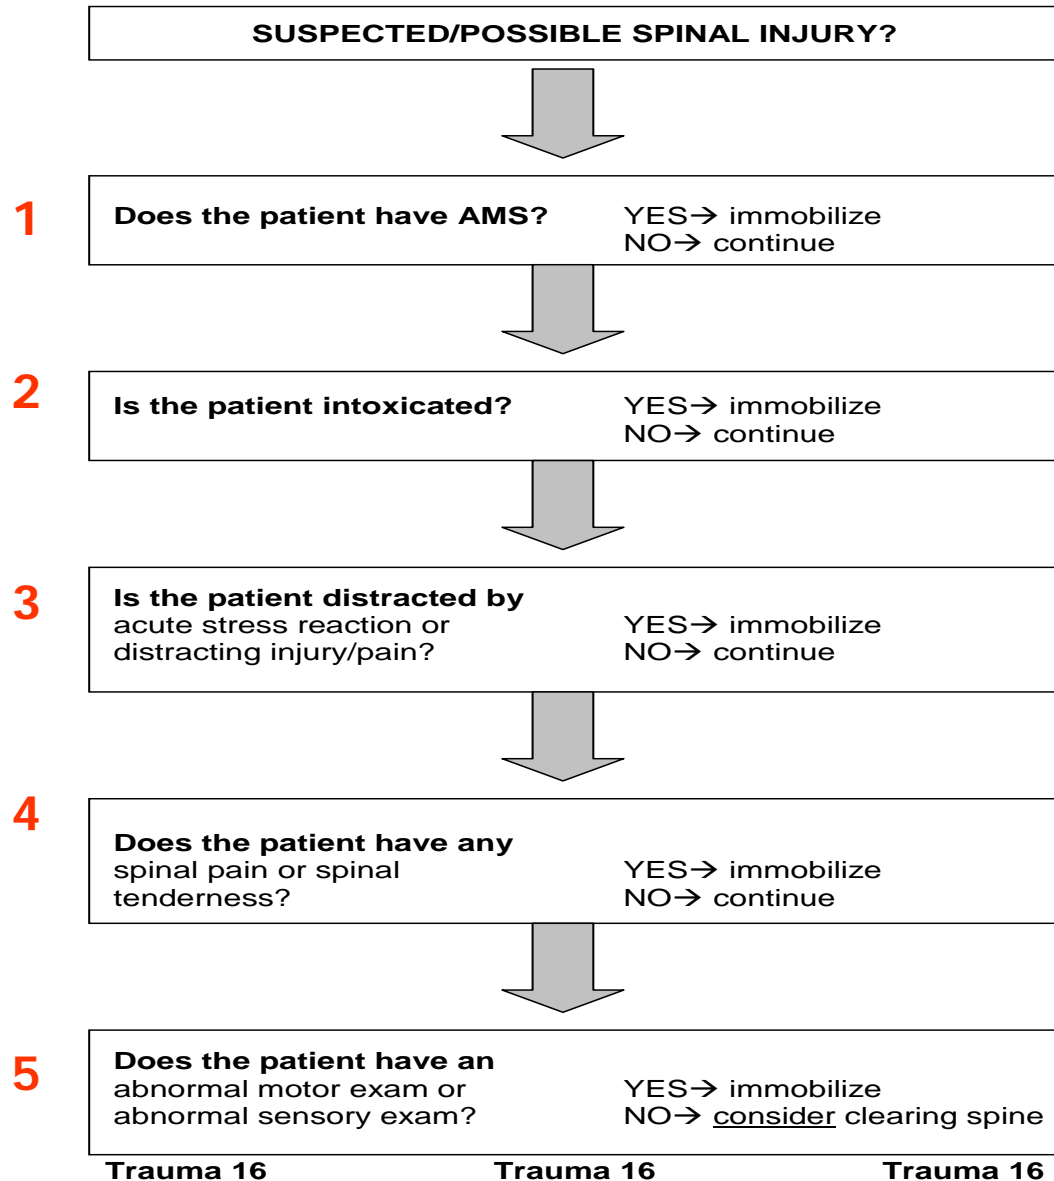 SUSPECTED/POSSIBLE SPINAL INJURY?
1
Does the patient have AMS? YES→ immobilize
NO→ continue
2
Is the patient intoxicated? YES→ immobilize
NO→ continue
3
Is the patient distracted by
acute stress reaction or YES→ immobilize
distracting injury/pain? NO→ continue
4
Does the patient have any
spinal pain or spinal YES→ immobilize
tenderness? NO→ continue
5
Does the patient have an
abnormal motor exam or YES→ immobilize
abnormal sensory exam? NO→ consider clearing spine
Trauma 16 Trauma 16 Trauma 16